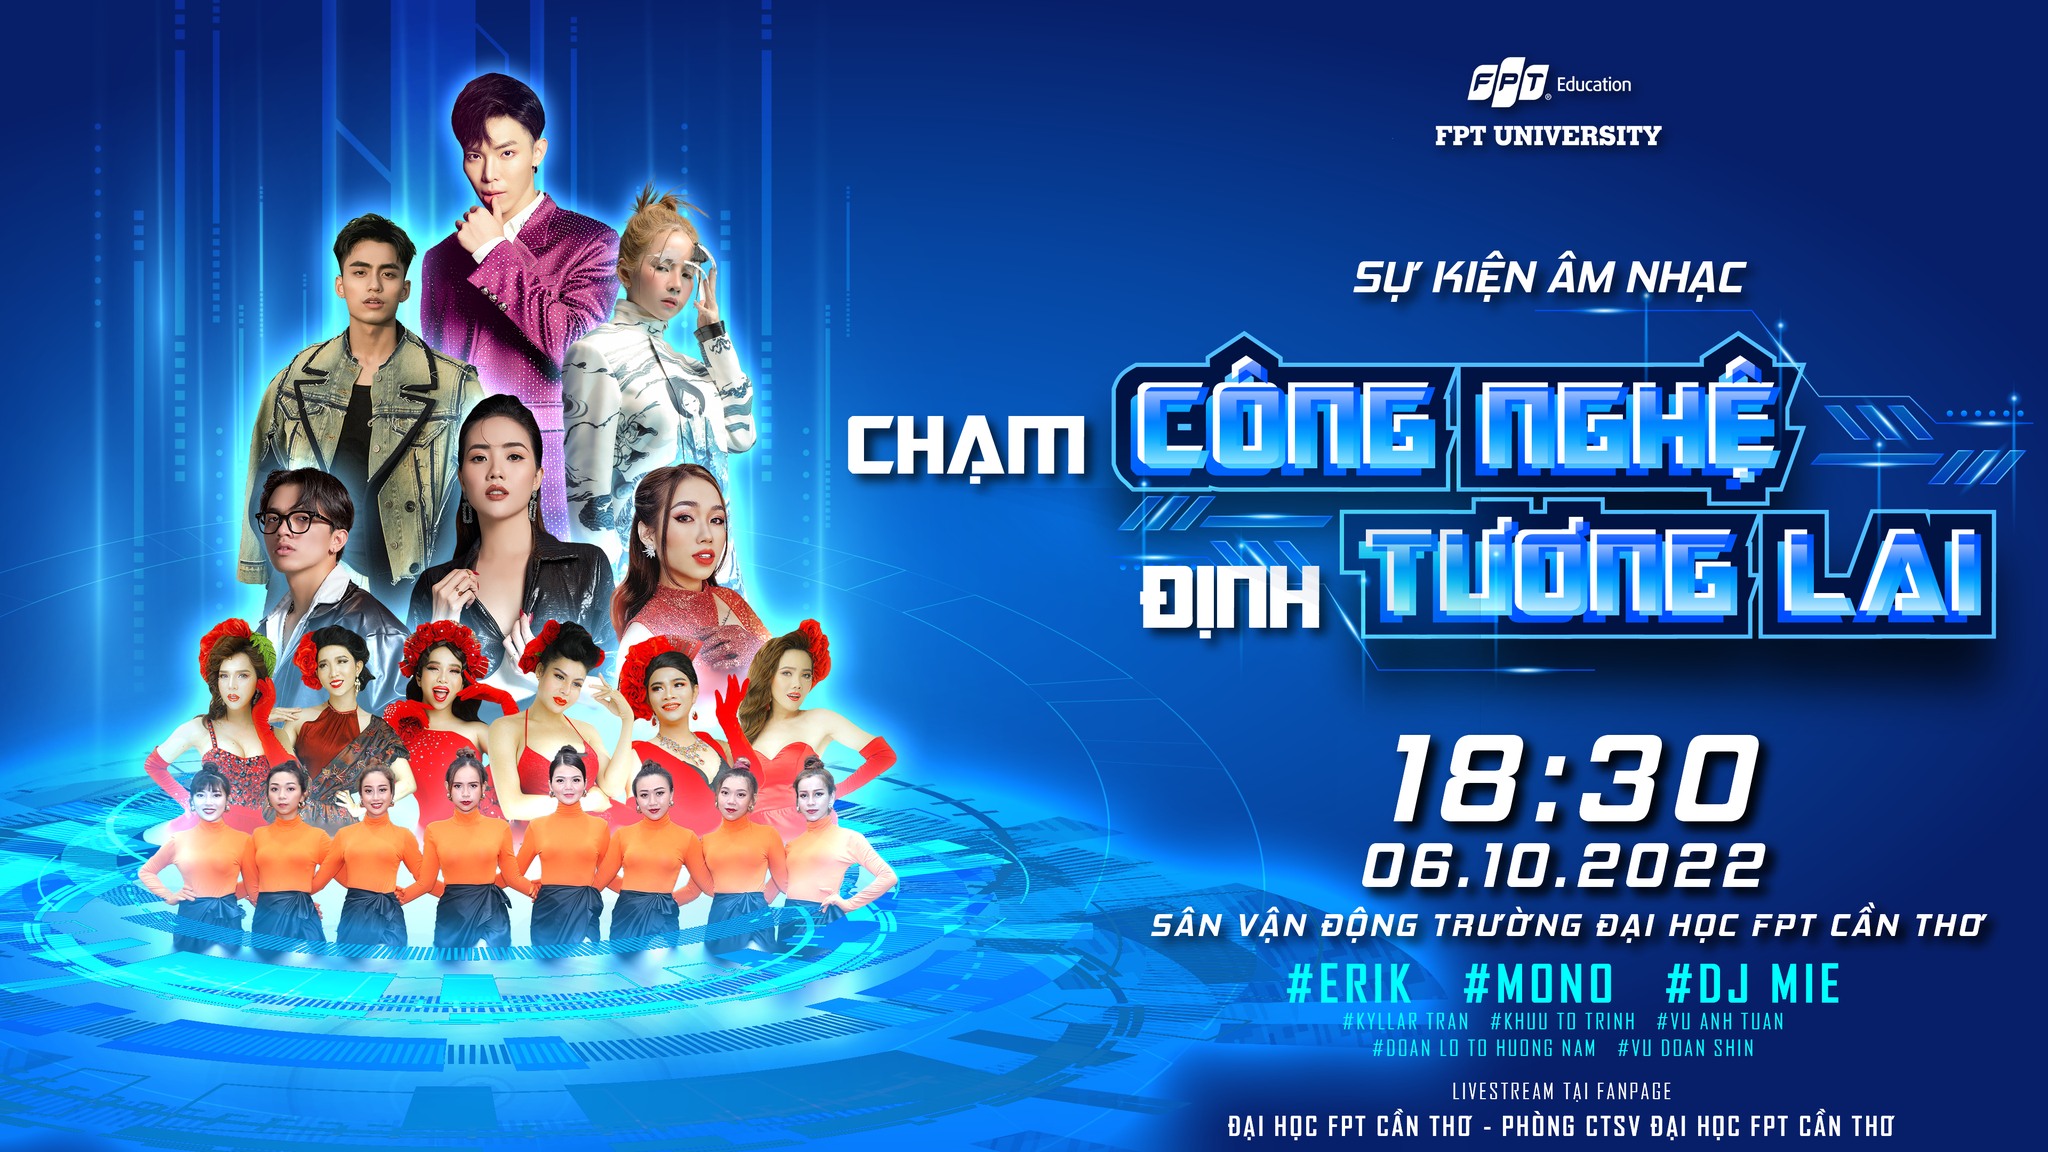 FPT Education
FPT UNIVERSITY
SỰ KIỆN ÂM NHẠC
CHẠM CÔNG NGHỆ
ĐỊNH TƯƠNG LAI
18:30
06.10.2022
SÂN VẬN ĐỘNG TRƯỜNG ĐẠI HỌC FPT CẦN THƠ
#ERIK #MONO #DJ MIE
#KYLLAR TRAN #KHUU TO TRINH #VU ANH TUAN
#DOAN LO TO HUONG NAM #VU DOAN SHIN
LIVESTREAM TẠI FANPAGE
ĐẠI HỌC FPT CẦN THƠ - PHÒNG CTSV ĐẠI HỌC FPT CẦN THƠ